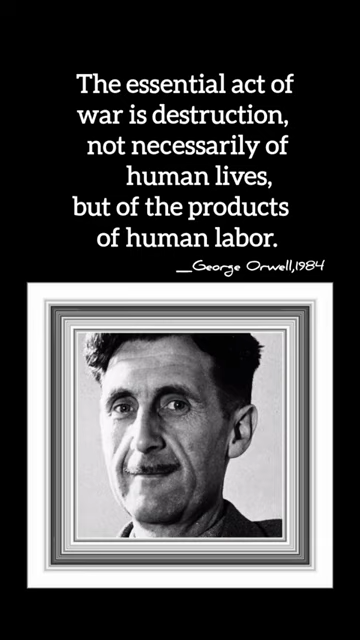 The essential act of
war is destruction,
not necessarily of
human lives,
but of the products
of human labor.
__George Orwell,1984